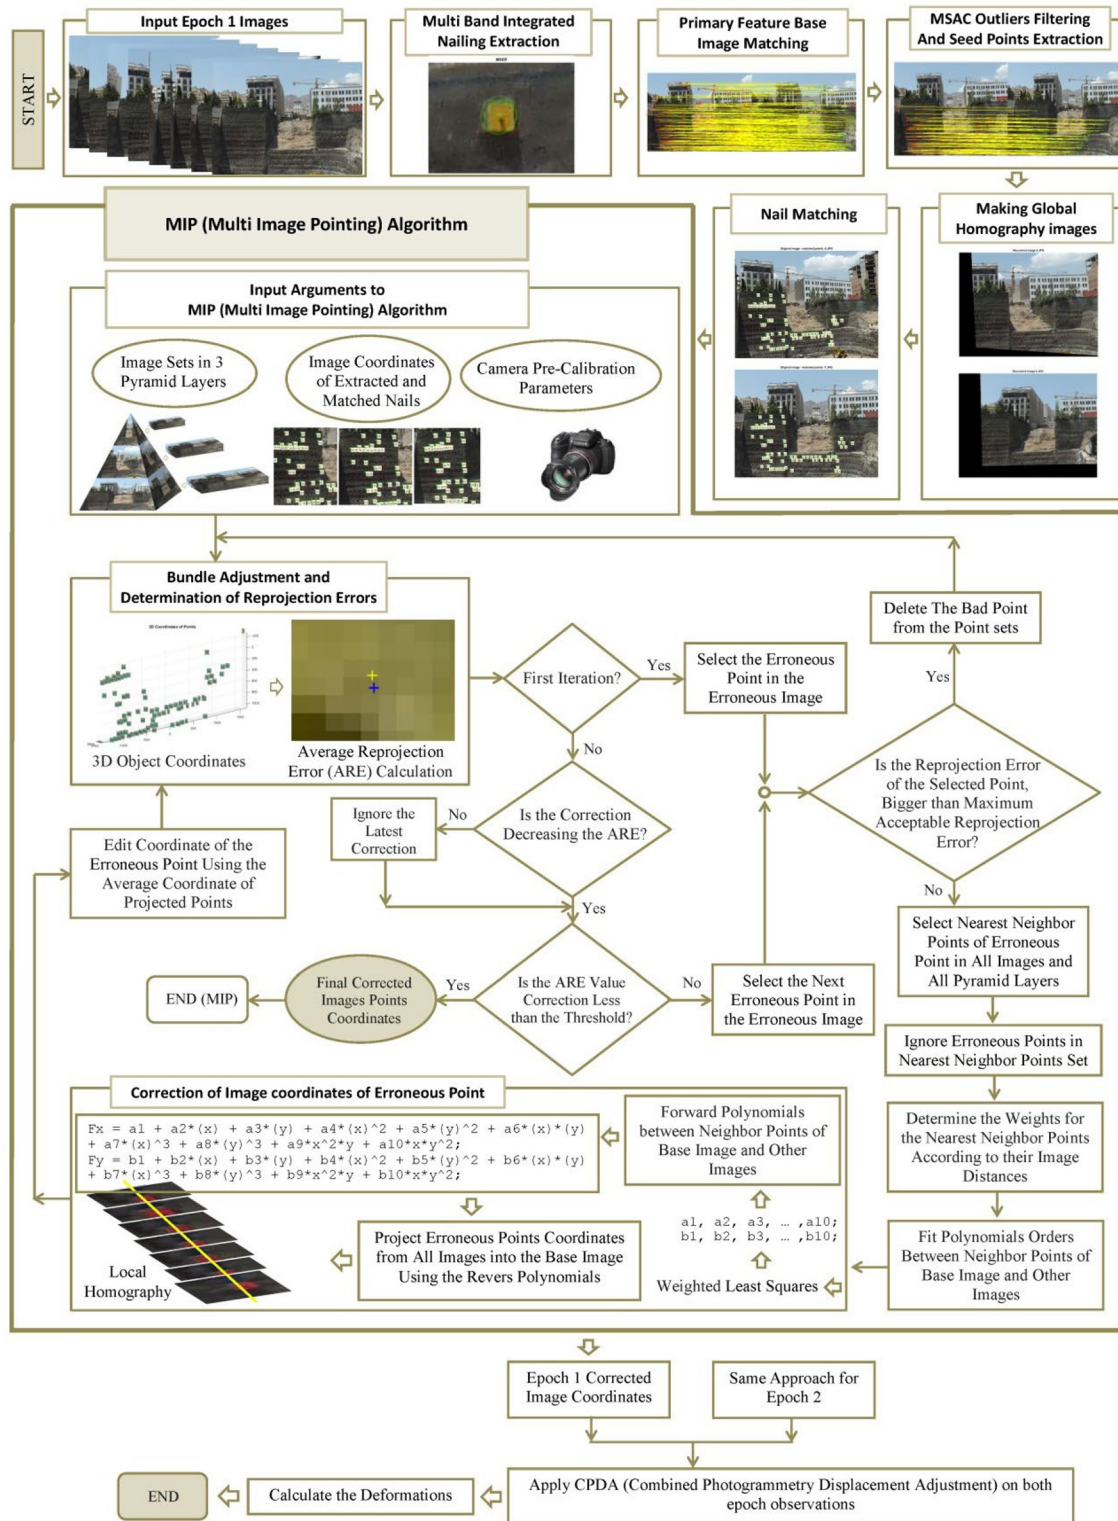 START
Input Epoch 1 Images
Multi Band Integrated
Nailing Extraction
Primary Feature Base
Image Matching
MSAC Outliers Filtering
And Seed Points Extraction
MIP (Multi Image Pointing) Algorithm
Nail Matching
Making Global
Homography images
Input Arguments to
MIP (Multi Image Pointing) Algorithm
Image Sets in 3
Pyramid Layers
Image Coordinates
of Extracted and
Matched Nails
Camera Pre-Calibration
Parameters
Bundle Adjustment and
Determination of Reprojection Errors
3D Coordinates of Points
3D Object Coordinates
Average Reprojection
Error (ARE) Calculation
First Iteration?
Yes
No
Select the Erroneous
Point in the
Erroneous Image
Delete The Bad Point
from the Point sets
Yes
Is the Reprojection Error
of the Selected Point,
Bigger than Maximum
Acceptable Reprojection
Error?
No
Is the Correction
Decreasing the ARE?
No
Yes
Ignore the
Latest
Correction
Edit Coordinate of the
Erroneous Point Using the
Average Coordinate of
Projected Points
Is the ARE Value
Correction Less
than the Threshold?
Yes
No
Final Corrected
Images Points
Coordinates
END (MIP)
Select the Next
Erroneous Point in
the Erroneous Image
Select Nearest Neighbor
Points of Erroneous
Point in All Images and
All Pyramid Layers
Ignore Erroneous Points in
Nearest Neighbor Points Set
Determine the Weights for
the Nearest Neighbor Points
According to their Image
Distances
Fit Polynomials Orders
Between Neighbor Points of
Base Image and Other
Images
Correction of Image coordinates of Erroneous Point
Fx = a1 + a2*(x) + a3*(y) + a4*(x)^2 + a5*(y)^2 + a6*(x)*(y)
+ a7*(x)^3 + a8*(y)^3 + a9*x^2*y + a10*x*y^2;
Fy = b1 + b2*(x) + b3*(y) + b4*(x)^2 + b5*(y)^2 + b6*(x)*(y)
+ b7*(x)^3 + b8*(y)^3 + b9*x^2*y + b10*x*y^2;
Forward Polynomials
between Neighbor Points of
Base Image and Other
Images
a1, a2, a3, … ,a10;
b1, b2, b3, … ,b10;
Weighted Least Squares
Project Erroneous Points Coordinates
from All Images into the Base Image
Using the Revers Polynomials
Local
Homography
Epoch 1 Corrected
Image Coordinates
Same Approach for
Epoch 2
Apply CPDA (Combined Photogrammetry Displacement Adjustment) on both
epoch observations
Calculate the Deformations
END